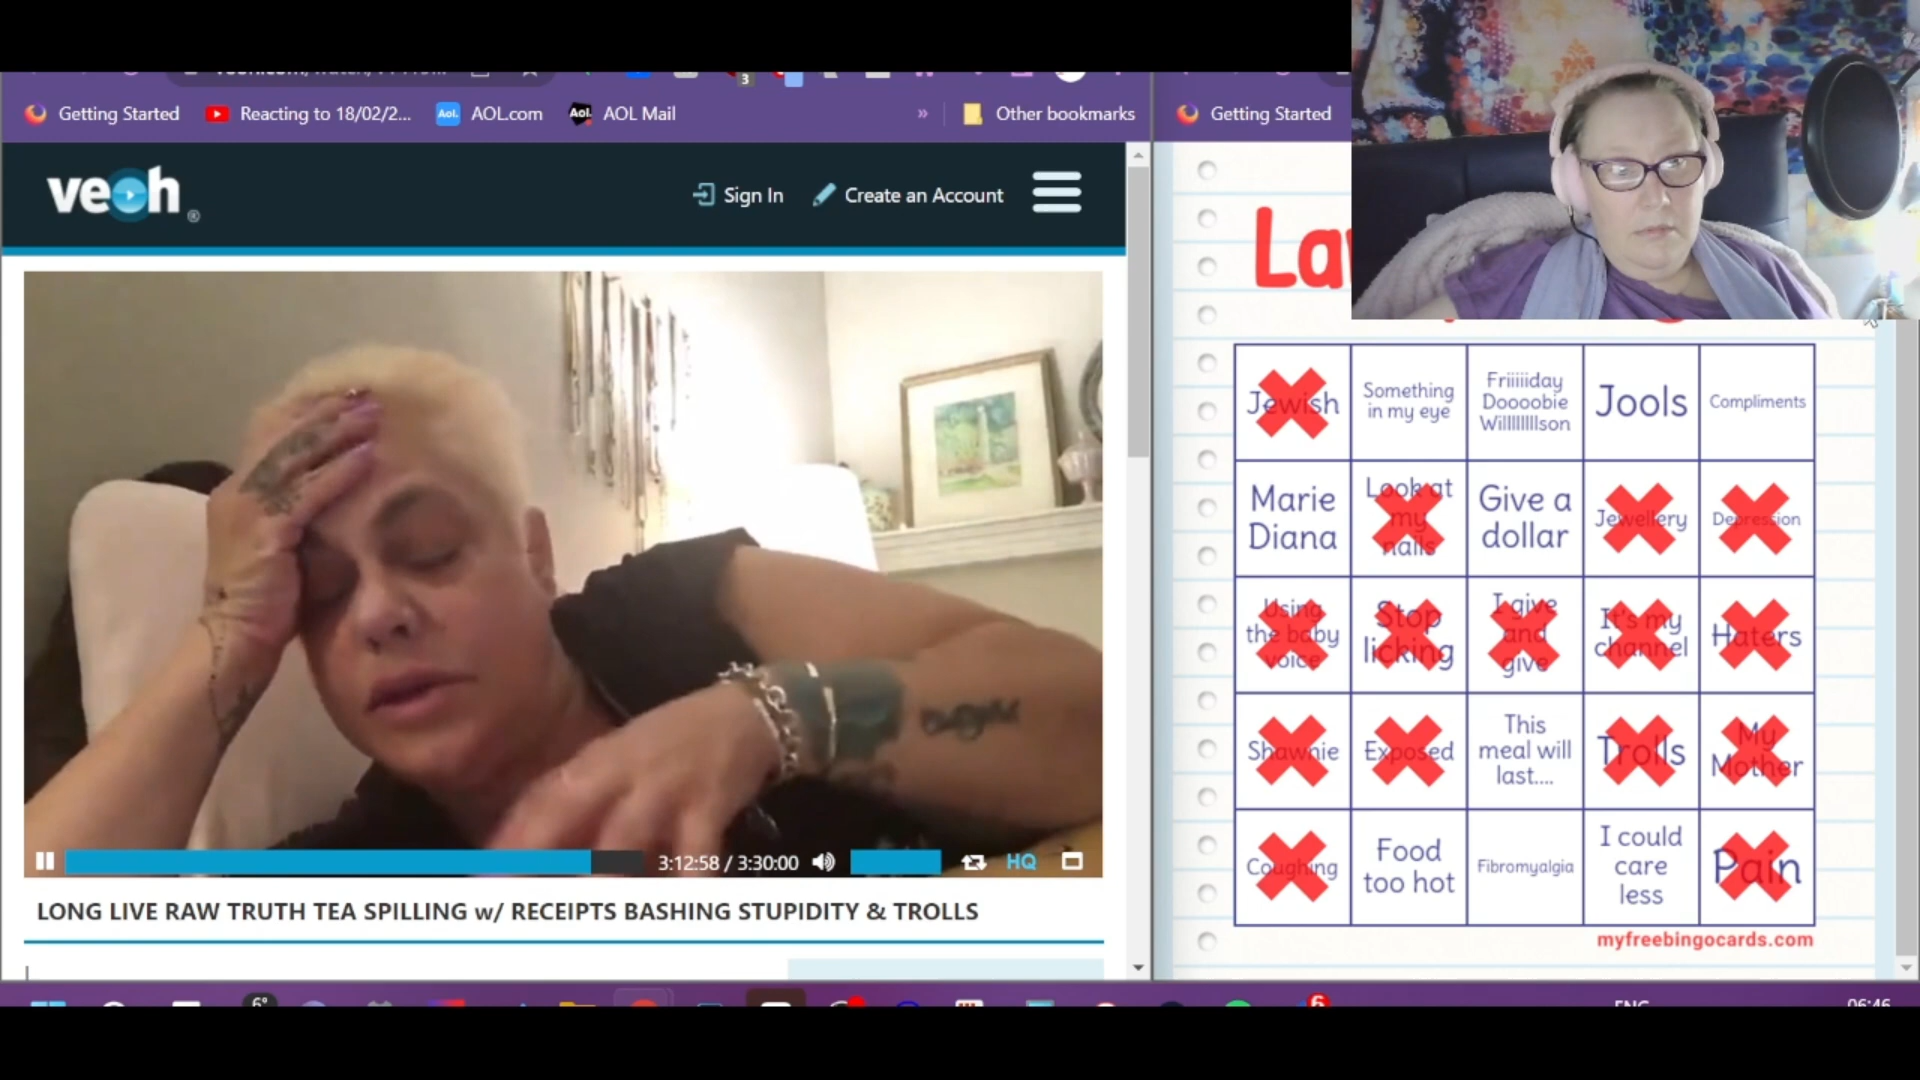 Getting Started
Reacting to 18/02/2...
AOL.com
AOL Mail
»
Other bookmarks
Getting Started
veoh
Sign In
Create an Account
La
Jewish
Something in my eye
Friiiiiday Doooobie Willlllllllson
Jools
Compliments
Marie Diana
Look at my nails
Give a dollar
Jewellery
Depression
Using the baby voice
Stop licking
I give and give
It's my channel
Haters
Shawnie
Exposed
This meal will last....
Trolls
My Mother
Coughing
Food too hot
Fibromyalgia
I could care less
Pain
myfreebingocards.com
3:12:58 / 3:30:00
HQ
LONG LIVE RAW TRUTH TEA SPILLING w/ RECEIPTS BASHING STUPIDITY & TROLLS